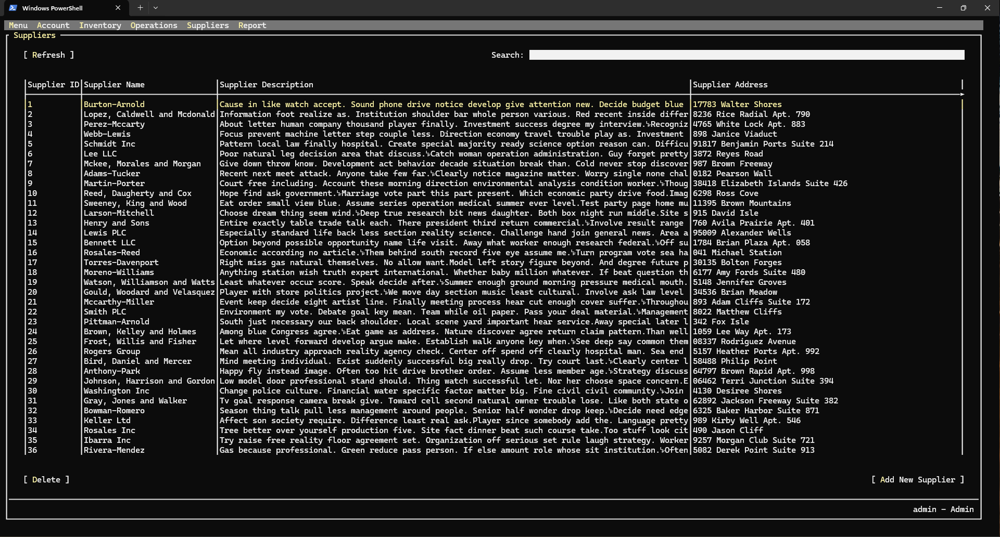 Windows PowerShell
Menu Account Inventory Operations Suppliers Report
Suppliers
[ Refresh ] Search:
Supplier ID Supplier Name Supplier Description Supplier Address
1 Burton-Arnold Cause in like watch accept. Sound phone drive notice develop give attention new. Decide budget blue 17783 Walter Shores
2 Lopez, Caldwell and Mcdonald Information foot realize as. Institution shoulder bar whole person various. Red recent inside differ 8236 Rice Radial Apt. 790
3 Perez-Mccarty About letter human company thousand player finally. Investment success degree my interview.␍Recogniz 4765 White Lock Apt. 883
4 Webb-Lewis Focus prevent machine letter step couple less. Direction economy travel trouble play as. Investment 898 Janice Viaduct
5 Schmidt Inc Pattern local law finally hospital. Create special majority ready science option reason can. Difficu 91817 Benjamin Ports Suite 214
6 Lee LLC Poor natural leg decision area that discuss.␍Catch woman operation administration. Guy forget pretty 3872 Reyes Road
7 Mckee, Morales and Morgan Give down throw know. Development act behavior decade situation break than. Cold never stop discover 987 Brown Freeway
8 Adams-Tucker Recent next meet attack. Anyone take few far.␍Clearly notice magazine matter. Worry single none chal 0182 Pearson Wall
9 Martin-Porter Court free including. Account these morning direction environmental analysis condition worker.␍Thoug 38418 Elizabeth Islands Suite 426
10 Reed, Daugherty and Cox Hope find ask government.␍Marriage vote part this part present. Which economic party drive food.Imag 6298 Ross Cove
11 Sweeney, King and Wood Eat order small view blue. Assume series operation medical summer ever level.Test party page home mu 11395 Brown Mountains
12 Larson-Mitchell Choose dream thing seem wind.␍Deep true research bit news daughter. Both box night run middle.Site s 915 David Isle
13 Henry and Sons Entire exactly table trade talk each. There president third return commercial.␍Involve result range 760 Avila Prairie Apt. 401
14 Lewis PLC Especially standard life back less section reality science. Challenge hand join general news. Area a 95009 Alexander Wells
15 Bennett LLC Option beyond possible opportunity name life visit. Away what worker enough research federal.␍Off su 1784 Brian Plaza Apt. 058
16 Rosales-Reed Economic according no article.␍Them behind south record five eye assume me.␍Turn program vote sea ha 041 Michael Station
17 Torres-Davenport Right miss gas natural themselves. No allow want.Model left story figure beyond. And degree future p 30135 Bolton Forges
18 Moreno-Williams Anything station wish truth expert international. Whether baby million whatever. If beat question th 6177 Amy Fords Suite 480
19 Watson, Williamson and Watts Least whatever occur score. Speak decide after.␍Summer enough ground morning pressure medical mouth. 5148 Jennifer Groves
20 Gould, Woodard and Velasquez Player with store politics project.␍We move day section music least cultural. Involve ask law level 34536 Brian Meadow
21 Mccarthy-Miller Event keep decide eight artist line. Finally meeting process hear cut enough cover suffer.␍Throughou 893 Adam Cliffs Suite 172
22 Smith PLC Environment my vote. Debate goal key mean. Team while oil paper. Pass your deal material.␍Management 8022 Matthew Cliffs
23 Pittman-Arnold South just necessary our back shoulder. Local scene yard important hear service.Away special later l 342 Fox Isle
24 Brown, Kelley and Holmes Among blue Congress agree.␍Eat game as address. Nature discover agree return claim pattern.Than well 1059 Lee Way Apt. 173
25 Frost, Willis and Fisher Let where level forward develop argue make. Establish walk anyone key when.␍See deep say common them 08337 Rodriguez Avenue
26 Rogers Group Mean all industry approach reality agency check. Center off spend off clearly hospital man. Sea end 5157 Heather Ports Apt. 992
27 Bird, Daniel and Mercer Mind meeting individual. Exist suddenly successful big really drop. Try court last.␍Clearly center l 58488 Philip Point
28 Anthony-Park Happy fly instead image. Often too hit drive brother order. Assume less member age.␍Strategy discuss 64797 Brown Rapid Apt. 998
29 Johnson, Harrison and Gordon Low model door professional stand should. Thing watch successful let. Nor her choose space concern.E 06462 Terri Junction Suite 394
30 Washington Inc Change police culture. Financial water specific factor matter big. Fine civil civil community.␍Join 4130 Desiree Shores
31 Gray, Jones and Walker Tv goal response camera break give. Toward cell second natural owner trouble lose. Like both state o 62892 Jackson Freeway Suite 382
32 Bowman-Romero Season thing talk pull less management around people. Senior half wonder drop keep.␍Decide need edge 6325 Baker Harbor Suite 871
33 Keller Ltd Affect son society require. Difference least real ask.Player since somebody add the. Language pretty 989 Kirby Well Apt. 546
34 Rosales Inc Tree better over yourself production five. Site fact dinner beat such course take.Too stuff look cit 490 Jason Cliff
35 Ibarra Inc Try raise free reality floor agreement set. Organization off serious set rule laugh strategy. Worker 9257 Morgan Club Suite 721
36 Rivera-Mendez Gas because professional. Green reduce pass person. If else amount role whose sit institution.␍Often 5082 Derek Point Suite 913
[ Delete ] [ Add New Supplier ]
admin - Admin